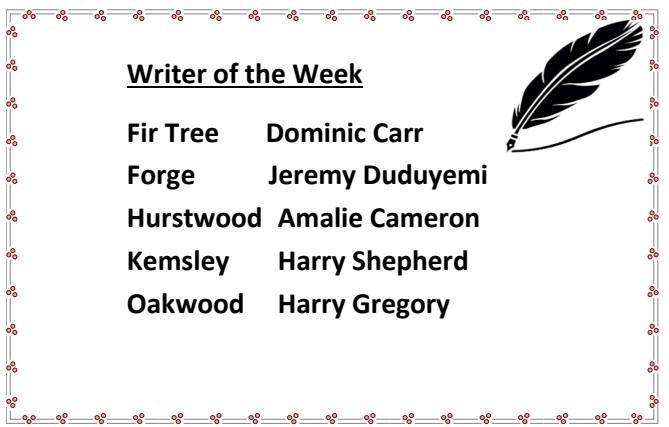 Writer of the Week
Fir Tree Dominic Carr
Forge Jeremy Duduyemi
Hurstwood Amalie Cameron
Kemsley Harry Shepherd
Oakwood Harry Gregory